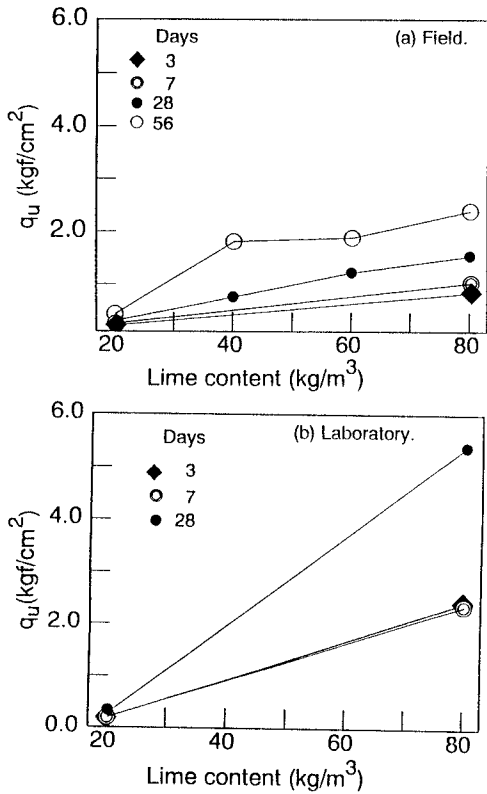 6.0
Days
(a) Field.
3
7
28
56
4.0
2.0
qu (kgf/cm2)
20
40
60
80
Lime content (kg/m3)
6.0
Days
(b) Laboratory.
3
7
28
4.0
2.0
0.0
qu(kgf/cm2)
20
40
60
80
Lime content (kg/m3)